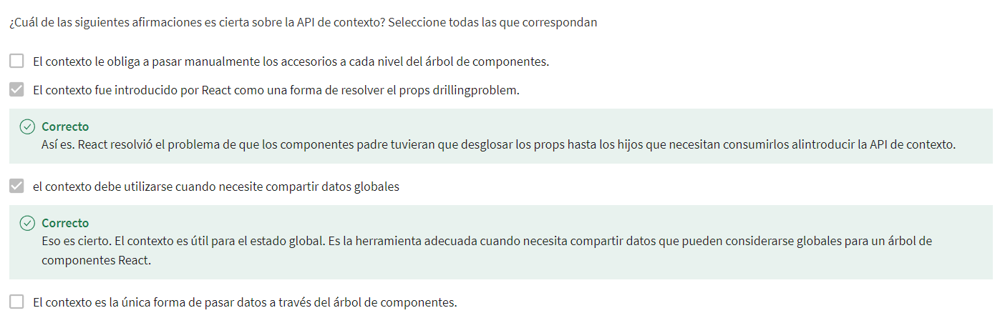 ¿Cuál de las siguientes afirmaciones es cierta sobre la API de contexto? Seleccione todas las que correspondan
El contexto le obliga a pasar manualmente los accesorios a cada nivel del árbol de componentes.
El contexto fue introducido por React como una forma de resolver el props drillingproblem.
Correcto
Así es. React resolvió el problema de que los componentes padre tuvieran que desglosar los props hasta los hijos que necesitan consumirlos alintroducir la API de contexto.
el contexto debe utilizarse cuando necesite compartir datos globales
Correcto
Eso es cierto. El contexto es útil para el estado global. Es la herramienta adecuada cuando necesita compartir datos que pueden considerarse globales para un árbol de
componentes React.
El contexto es la única forma de pasar datos a través del árbol de componentes.